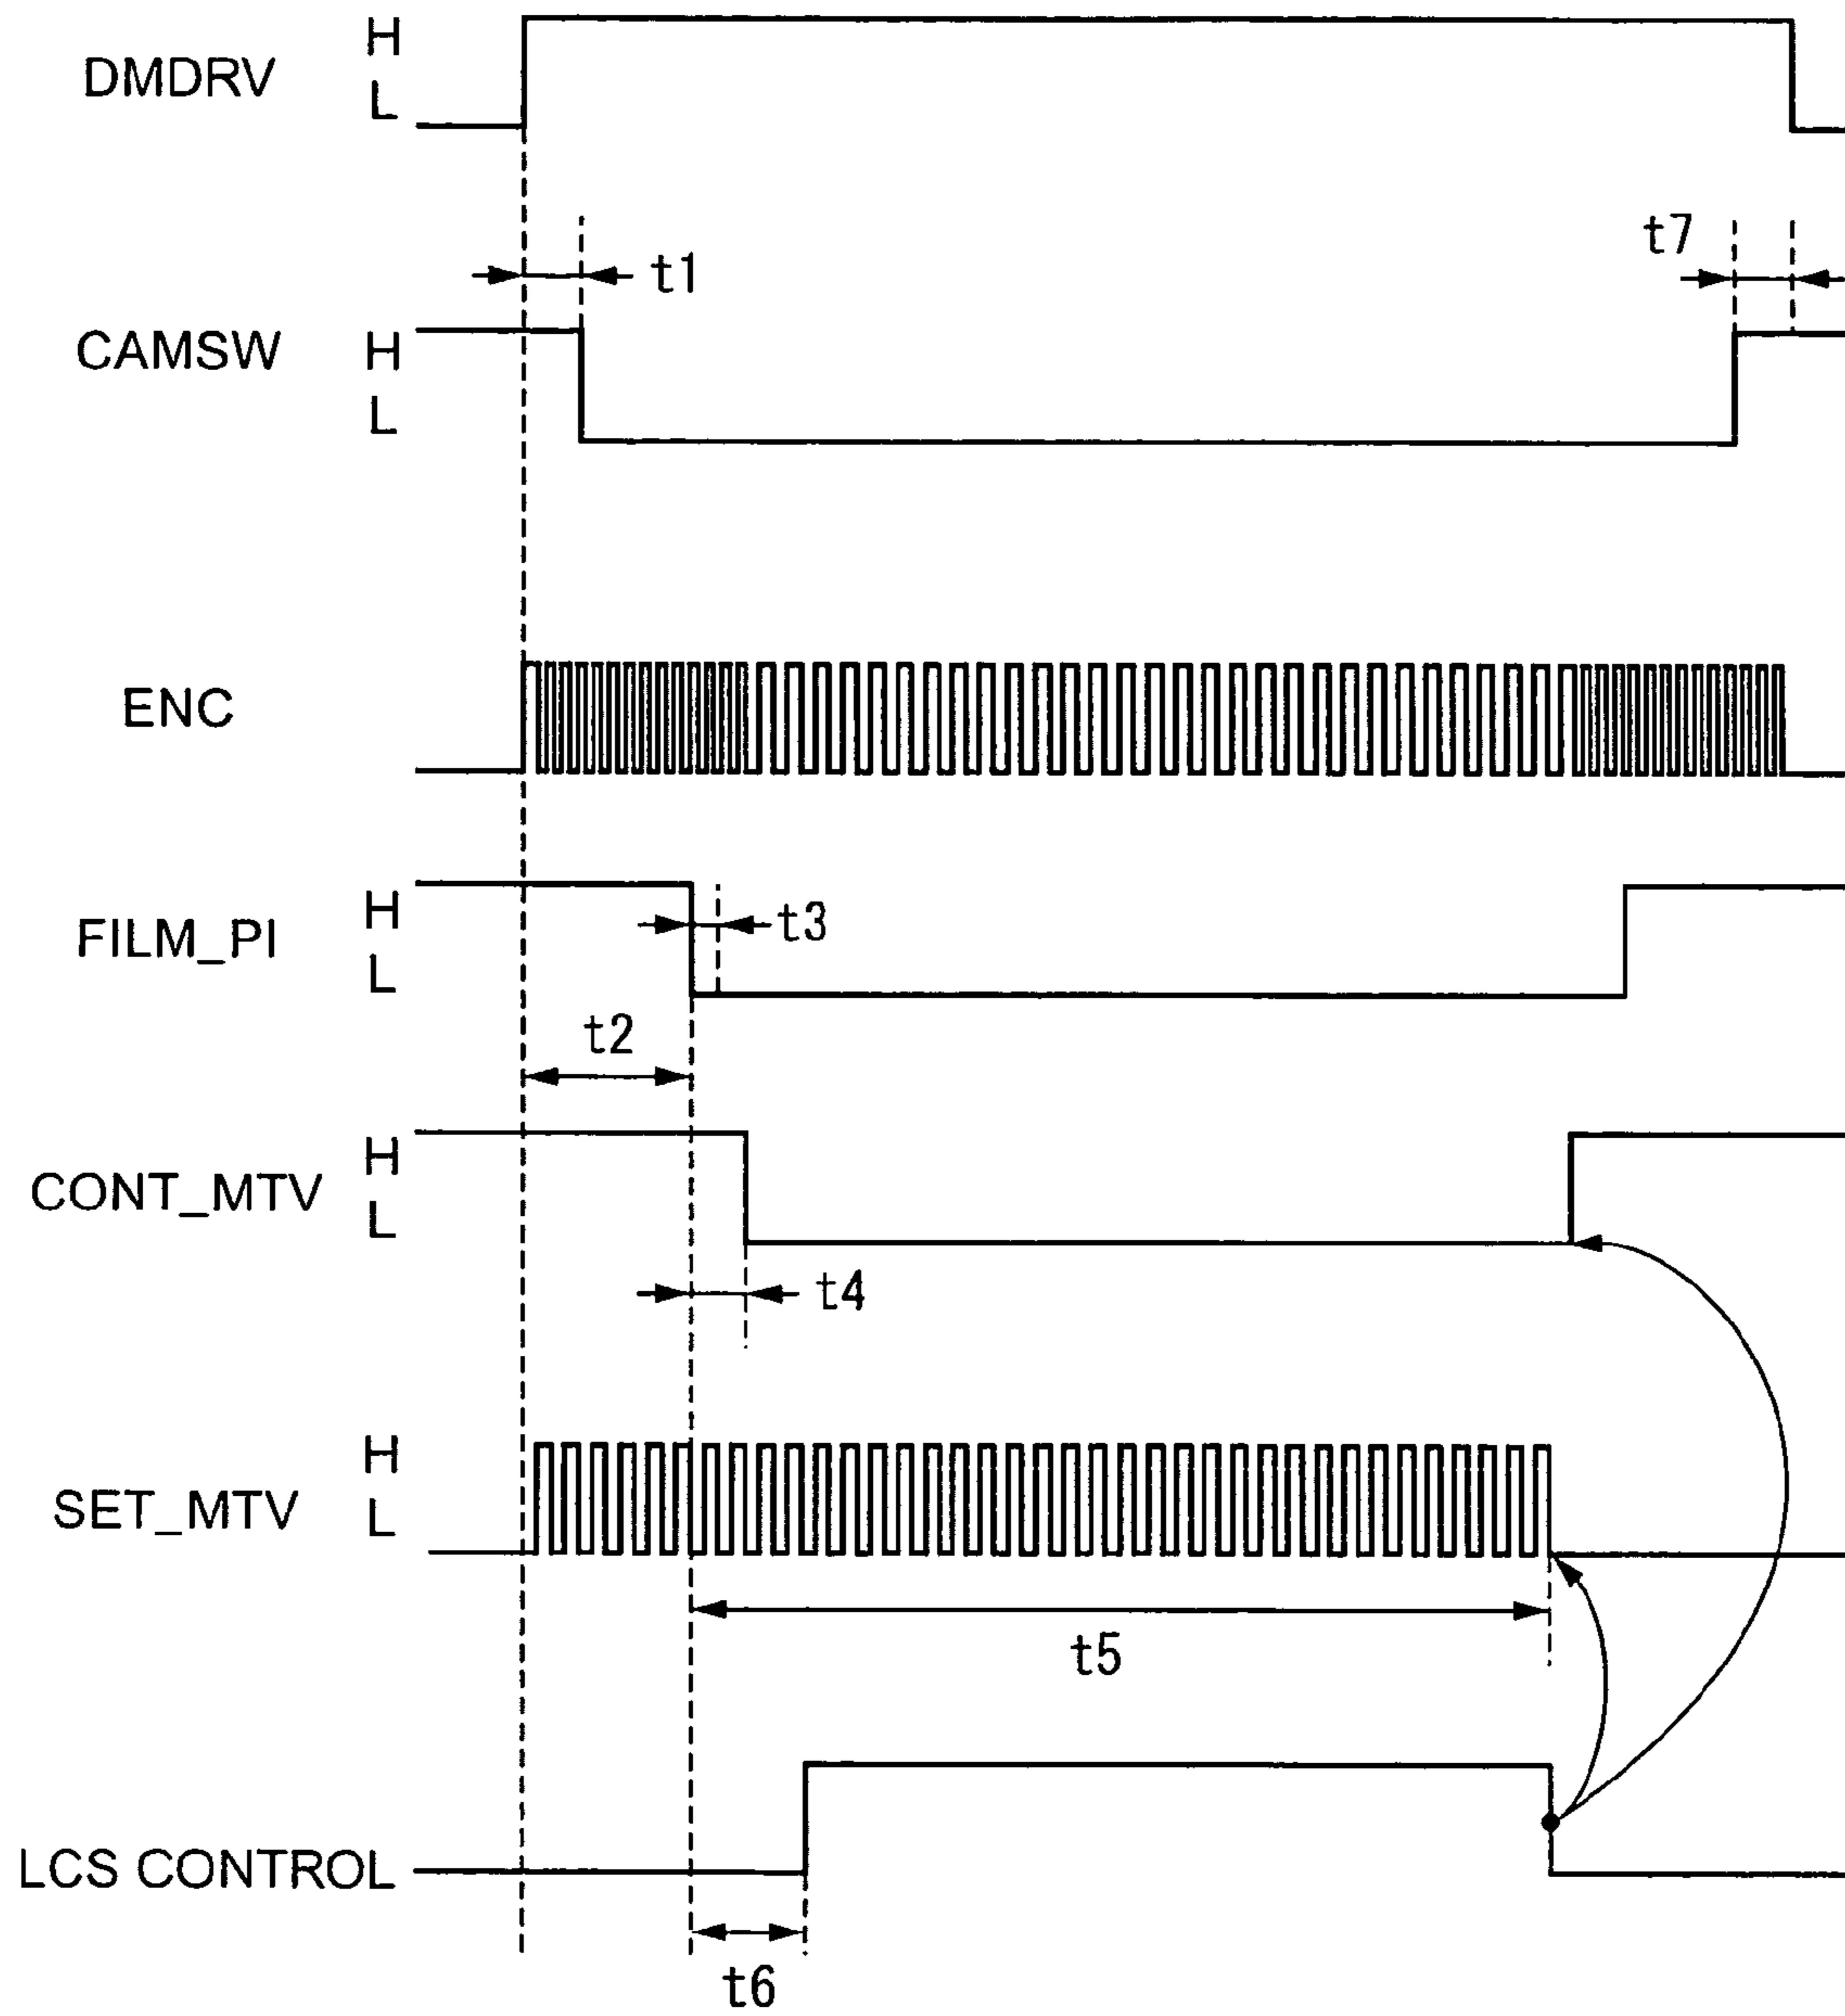 DMDRV H
L
t1
t7
CAMSW H
L
ENC
FILM_PI H
L
t3
t2
CONT_MTV H
L
t4
SET_MTV H
L
t5
LCS CONTROL
t6